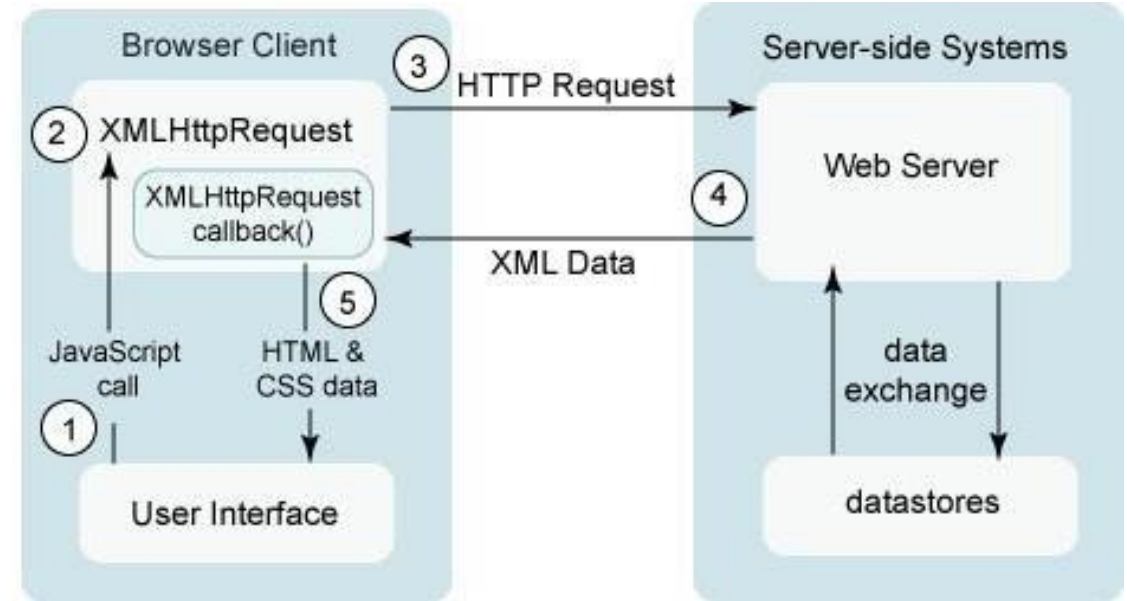 Browser Client
3
HTTP Request
Server-side Systems
2
XMLHttpRequest
Web Server
XMLHttpRequest
callback()
4
XML Data
5
JavaScript
call
HTML &
CSS data
data
exchange
1
User Interface
datastores